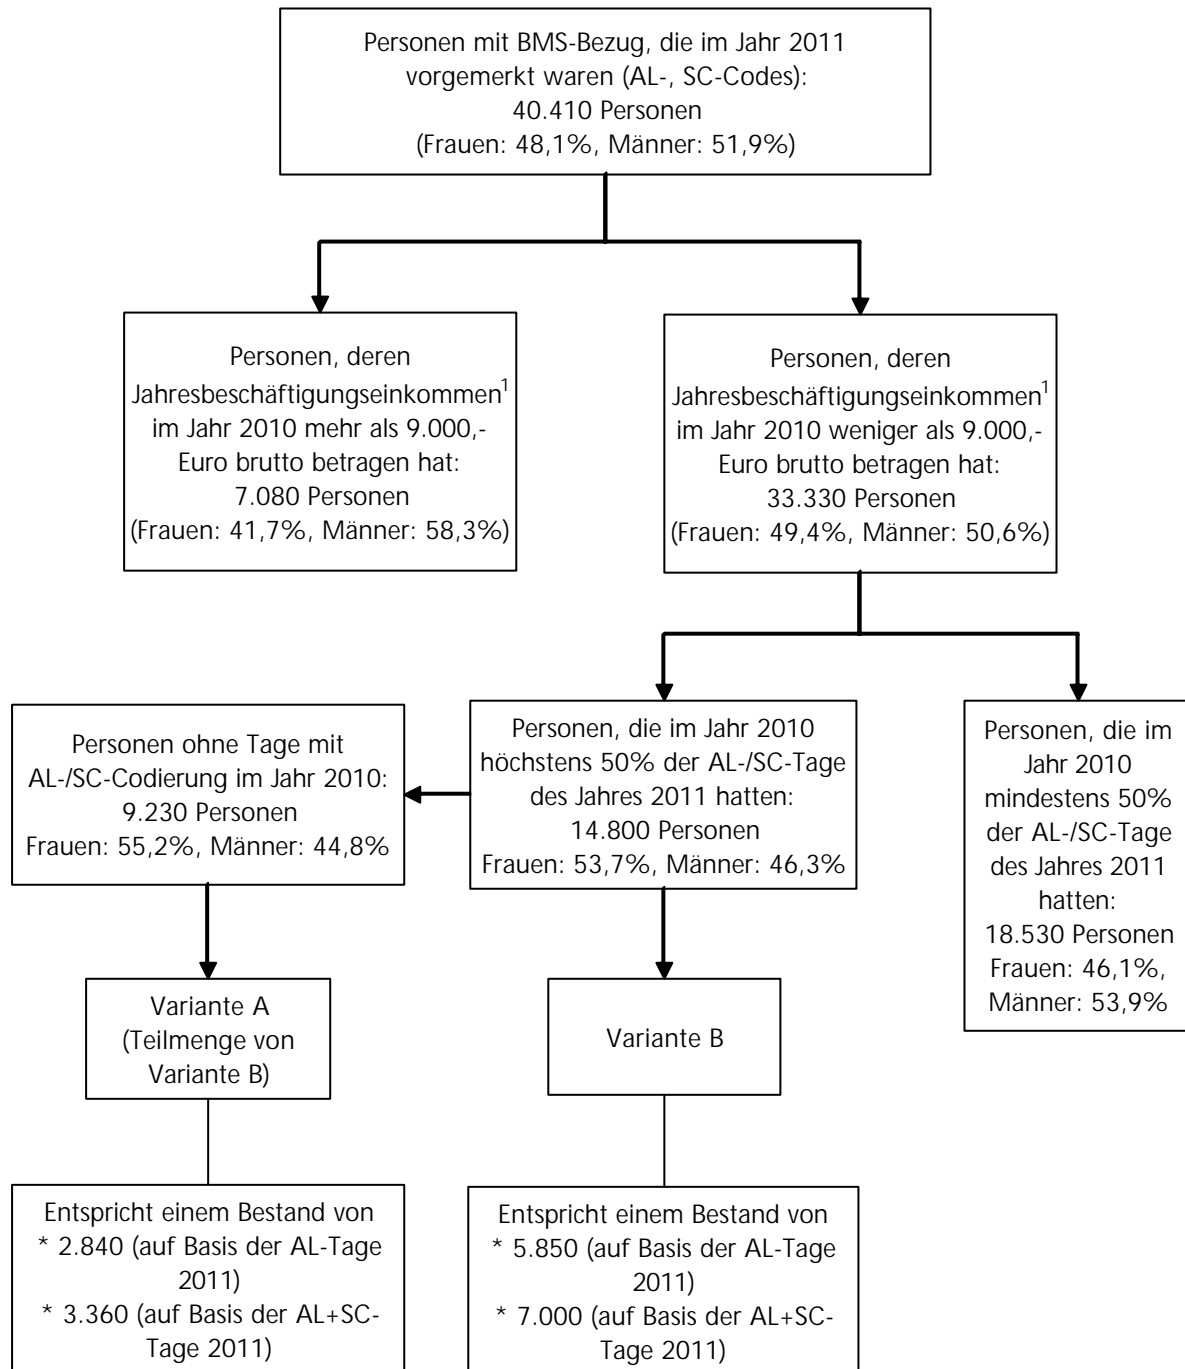 Personen mit BMS-Bezug, die im Jahr 2011
vorgemerkt waren (AL-, SC-Codes):
40.410 Personen
(Frauen: 48,1%, Männer: 51,9%)
Personen, deren
Jahresbeschäftigungseinkommen¹
im Jahr 2010 mehr als 9.000,-
Euro brutto betragen hat:
7.080 Personen
(Frauen: 41,7%, Männer: 58,3%)
Personen, deren
Jahresbeschäftigungseinkommen¹
im Jahr 2010 weniger als 9.000,-
Euro brutto betragen hat:
33.330 Personen
(Frauen: 49,4%, Männer: 50,6%)
Personen ohne Tage mit
AL-/SC-Codierung im Jahr 2010:
9.230 Personen
Frauen: 55,2%, Männer: 44,8%
Personen, die im Jahr 2010
höchstens 50% der AL-/SC-Tage
des Jahres 2011 hatten:
14.800 Personen
Frauen: 53,7%, Männer: 46,3%
Personen, die im
Jahr 2010
mindestens 50%
der AL-/SC-Tage
des Jahres 2011
hatten:
18.530 Personen
Frauen: 46,1%,
Männer: 53,9%
Variante A
(Teilmenge von
Variante B)
Variante B
Entspricht einem Bestand von
* 2.840 (auf Basis der AL-Tage
2011)
* 3.360 (auf Basis der AL+SC-
Tage 2011)
Entspricht einem Bestand von
* 5.850 (auf Basis der AL-Tage
2011)
* 7.000 (auf Basis der AL+SC-
Tage 2011)